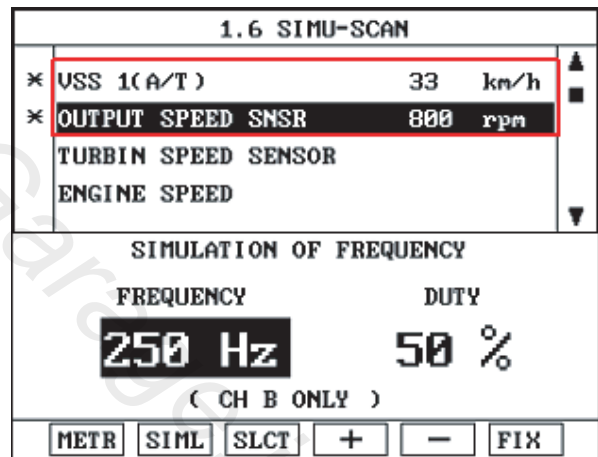 1.6 SIMU-SCAN
* VSS 1(A/T) 33 km/h
* OUTPUT SPEED SNSR 800 rpm
TURBIN SPEED SENSOR
ENGINE SPEED
SIMULATION OF FREQUENCY
FREQUENCY DUTY
250 Hz 50 %
( CH B ONLY )
METR SIML SLCT + - FIX